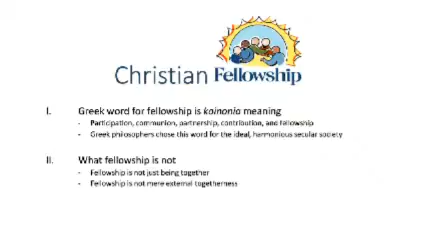 Christian Fellowship
I. Greek word for fellowship is koinonia meaning
- Participation, communion, partnership, contribution, and fellowship
- Greek philosophers chose this word for the ideal, harmonious secular society
II. What fellowship is not
- Fellowship is not just being together
- Fellowship is not mere external togetherness